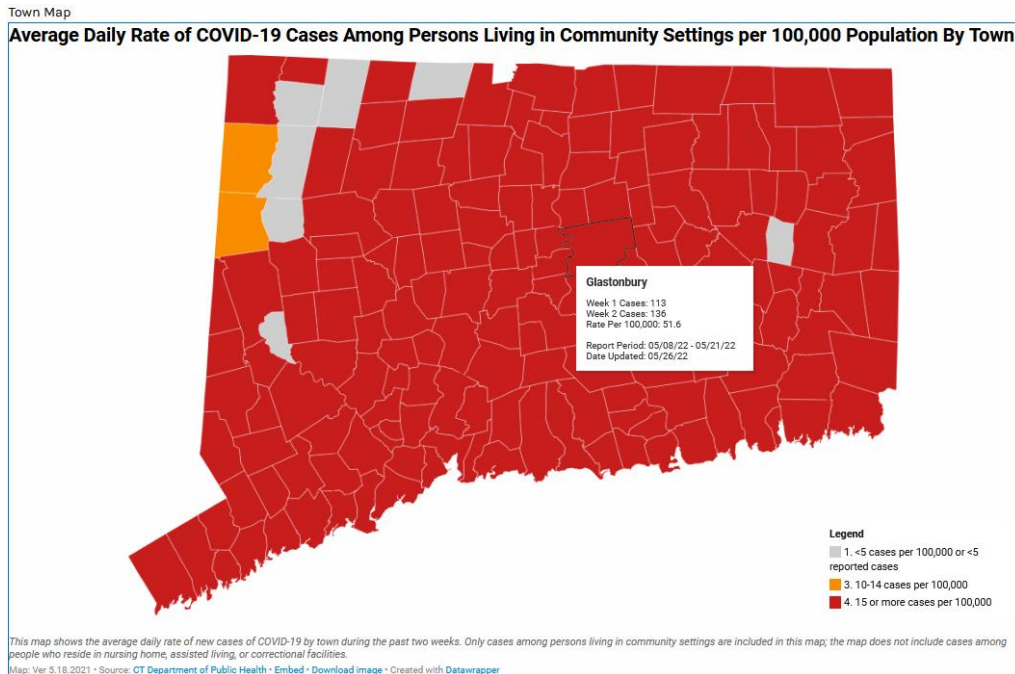 Town Map
Average Daily Rate of COVID-19 Cases Among Persons Living in Community Settings per 100,000 Population By Town
Glastonbury
Week 1 Cases: 113
Week 2 Cases: 136
Rate Per 100,000: 51.6
Report Period: 05/08/22 - 05/21/22
Date Updated: 05/26/22
Legend
1. <5 cases per 100,000 or <5
reported cases
3. 10-14 cases per 100,000
4. 15 or more cases per 100,000
This map shows the average daily rate of new cases of COVID-19 by town during the past two weeks. Only cases among persons living in community settings are included in this map; the map does not include cases among
people who reside in nursing home, assisted living, or correctional facilities.
Map: Ver 5.18.2021 • Source: CT Department of Public Health • Embed • Download image • Created with Datawrapper